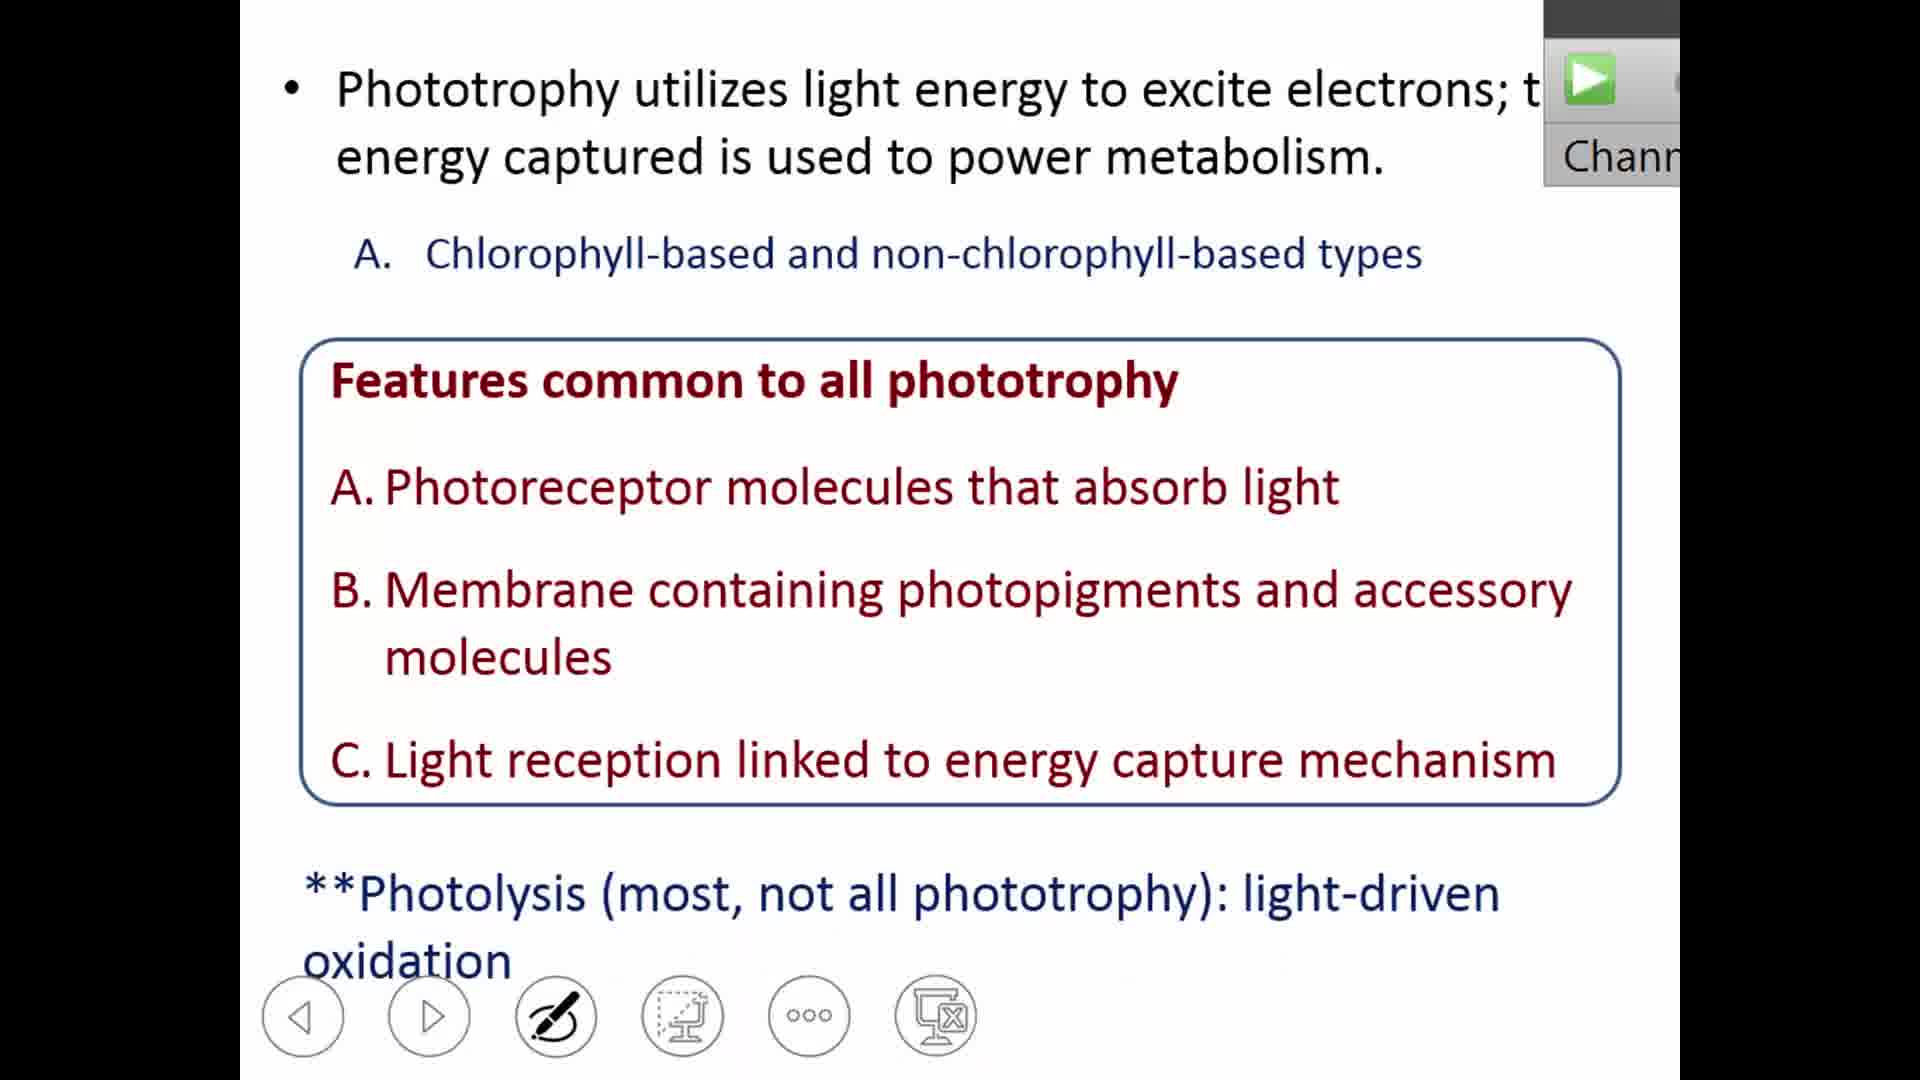 • Phototrophy utilizes light energy to excite electrons;
energy captured is used to power metabolism.
Chann
A. Chlorophyll-based and non-chlorophyll-based types
Features common to all phototrophy
A. Photoreceptor molecules that absorb light
B. Membrane containing photopigments and accessory
molecules
C. Light reception linked to energy capture mechanism
**Photolysis (most, not all phototrophy): light-driven
oxidation